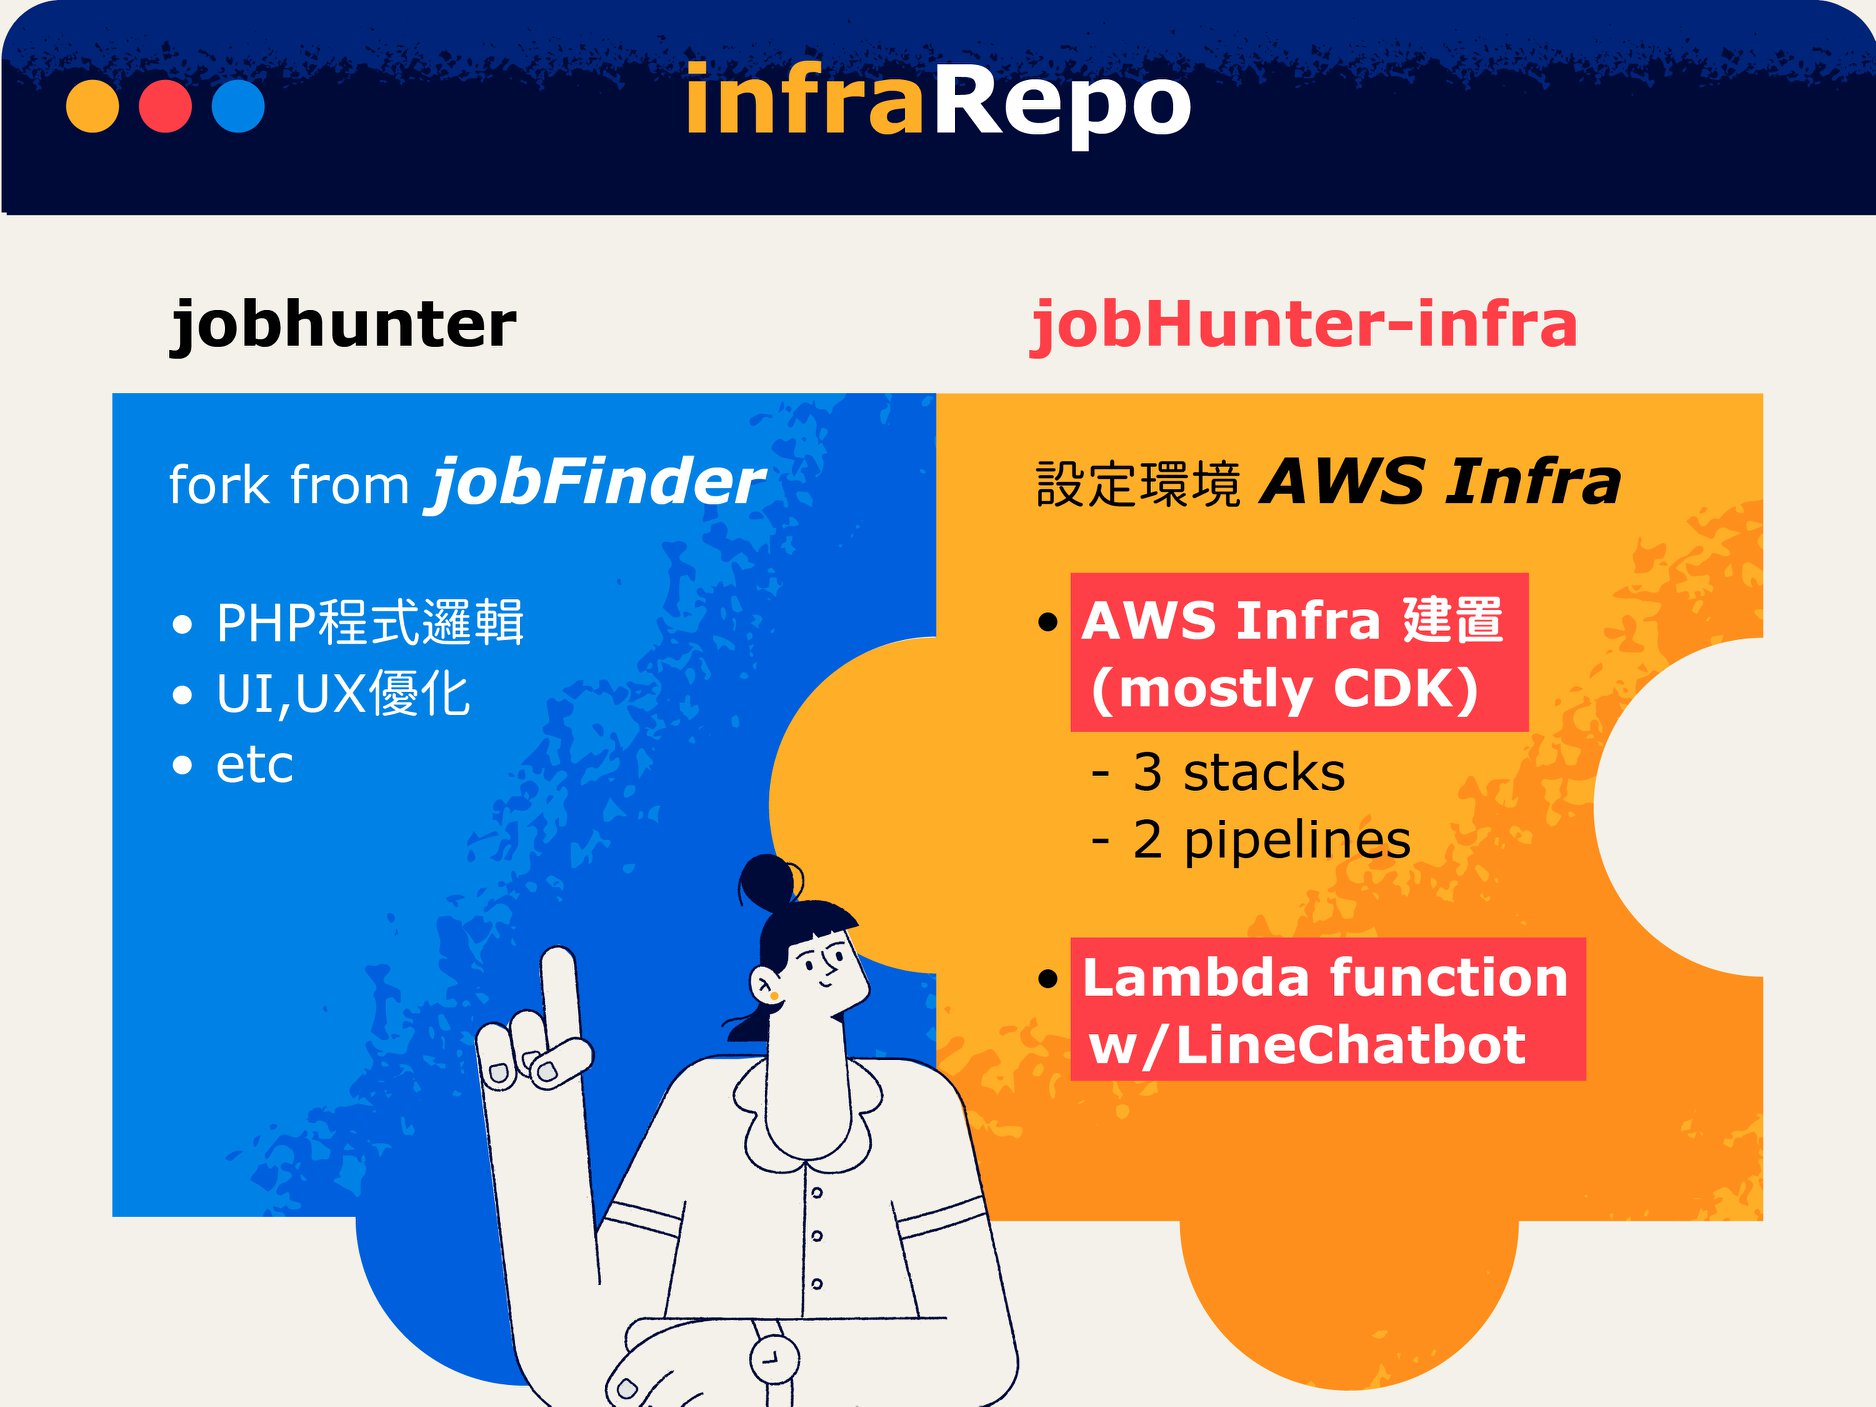 infraRepo
jobhunter
fork from jobFinder
• PHP程式邏輯
• UI,UX優化
• etc
jobHunter-infra
設定環境 AWS Infra
• AWS Infra 建置
(mostly CDK)
- 3 stacks
- 2 pipelines
• Lambda function
w/LineChatbot